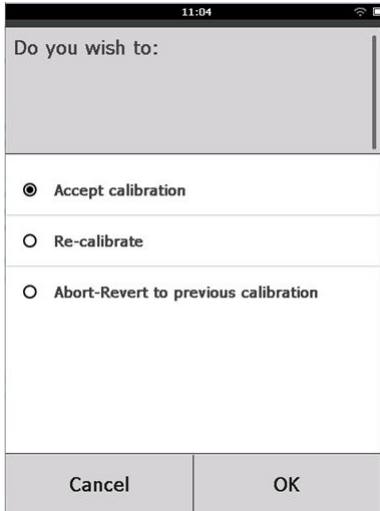 11:04
Do you wish to:
Accept calibration
Re-calibrate
Abort-Revert to previous calibration
Cancel
OK